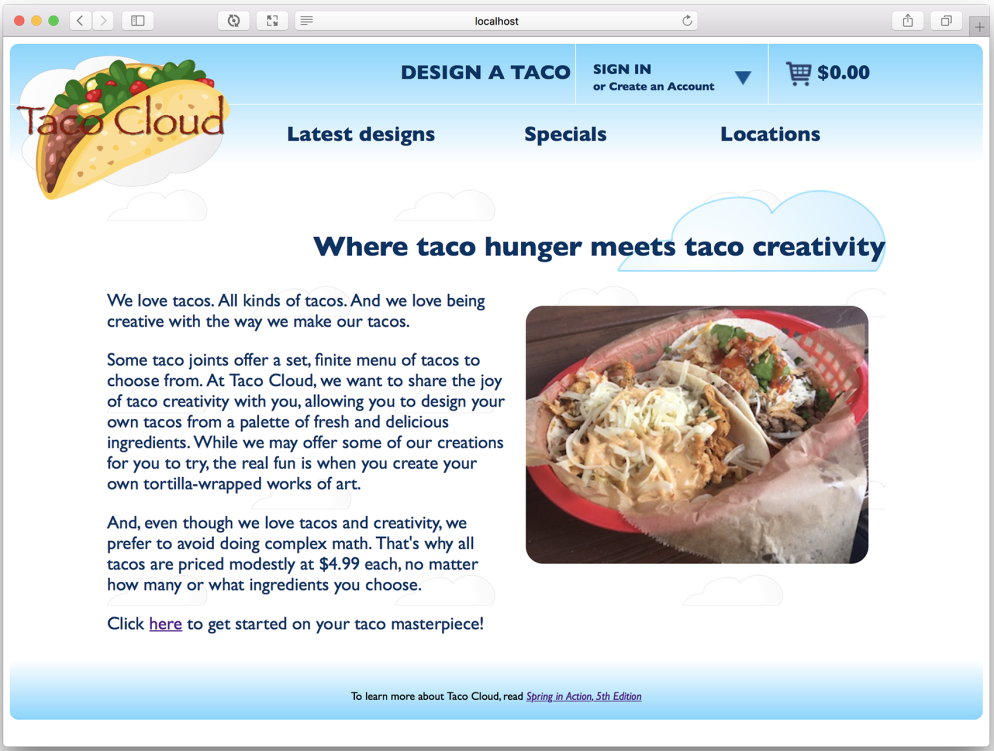 localhost
Taco Cloud
DESIGN A TACO
SIGN IN
or Create an Account
$0.00
Latest designs
Specials
Locations
Where taco hunger meets taco creativity
We love tacos. All kinds of tacos. And we love being
creative with the way we make our tacos.
Some taco joints offer a set, finite menu of tacos to
choose from. At Taco Cloud, we want to share the joy
of taco creativity with you, allowing you to design your
own tacos from a palette of fresh and delicious
ingredients. While we may offer some of our creations
for you to try, the real fun is when you create your
own tortilla-wrapped works of art.
And, even though we love tacos and creativity, we
prefer to avoid doing complex math. That's why all
tacos are priced modestly at $4.99 each, no matter
how many or what ingredients you choose.
Click here to get started on your taco masterpiece!
To learn more about Taco Cloud, read Spring in Action, 5th Edition